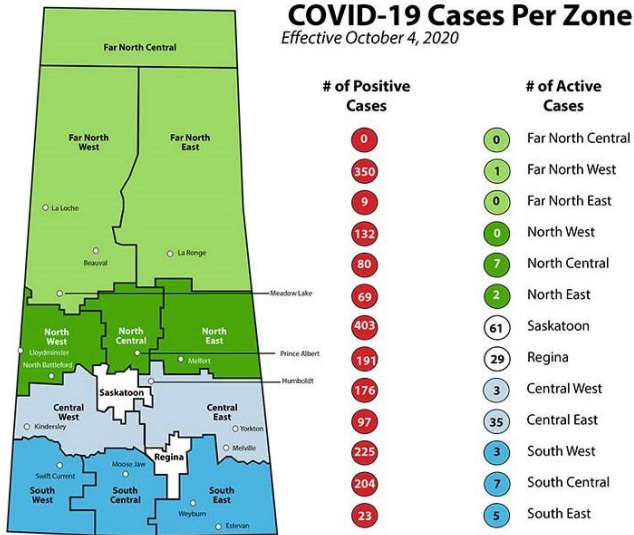 COVID-19 Cases Per Zone
Effective October 4, 2020
# of Positive
Cases
# of Active
Cases
0 0 Far North Central
350 1 Far North West
9 0 Far North East
132 0 North West
80 7 North Central
69 2 North East
403 61 Saskatoon
191 29 Regina
176 3 Central West
97 35 Central East
225 3 South West
204 7 South Central
23 5 South East
Far North Central
Far North
West
Far North
East
La Loche
Beauval
La Ronge
Meadow Lake
North
West
North
Central
North
East
Lloydminster
North Battleford
Prince Albert
Melfort
Humboldt
Saskatoon
Central
West
Central
East
Kindersley
Yorkton
Melville
Regina
Swift Current
Moose Jaw
South
West
South
Central
South
East
Weyburn
Estevan